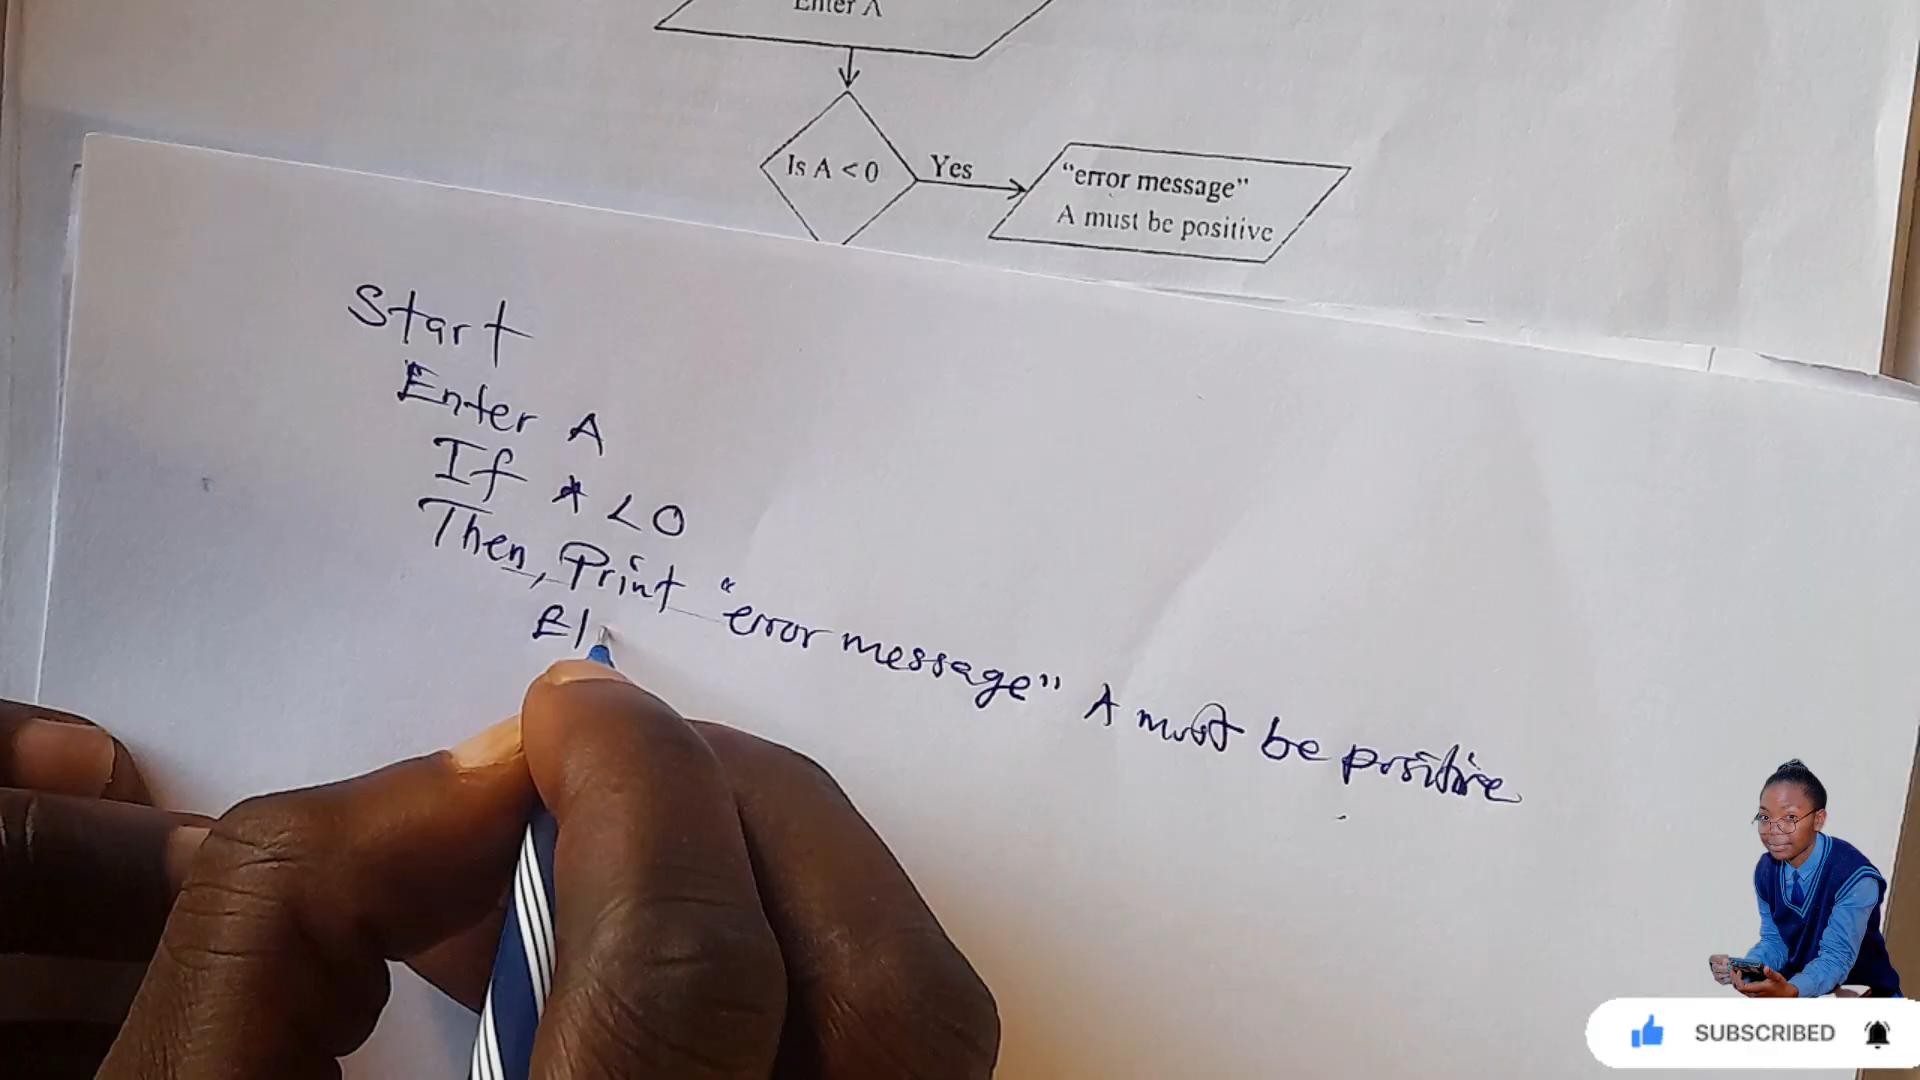 Enter A
Is A < 0
Yes
"error message"
A must be positive
Start
Enter A
If A < 0
Then, Print "error message" A must be positive
El
SUBSCRIBED